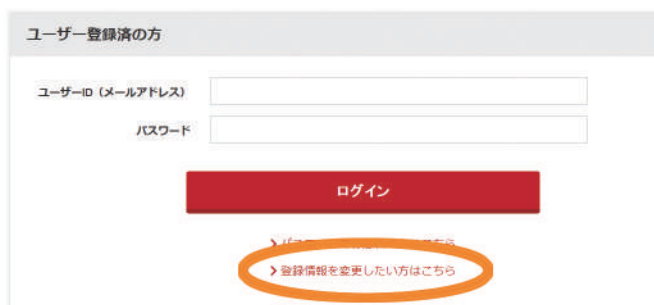 ユーザー登録済の方
ユーザーID（メールアドレス）
パスワード
ログイン
登録情報を変更したい方はこちら